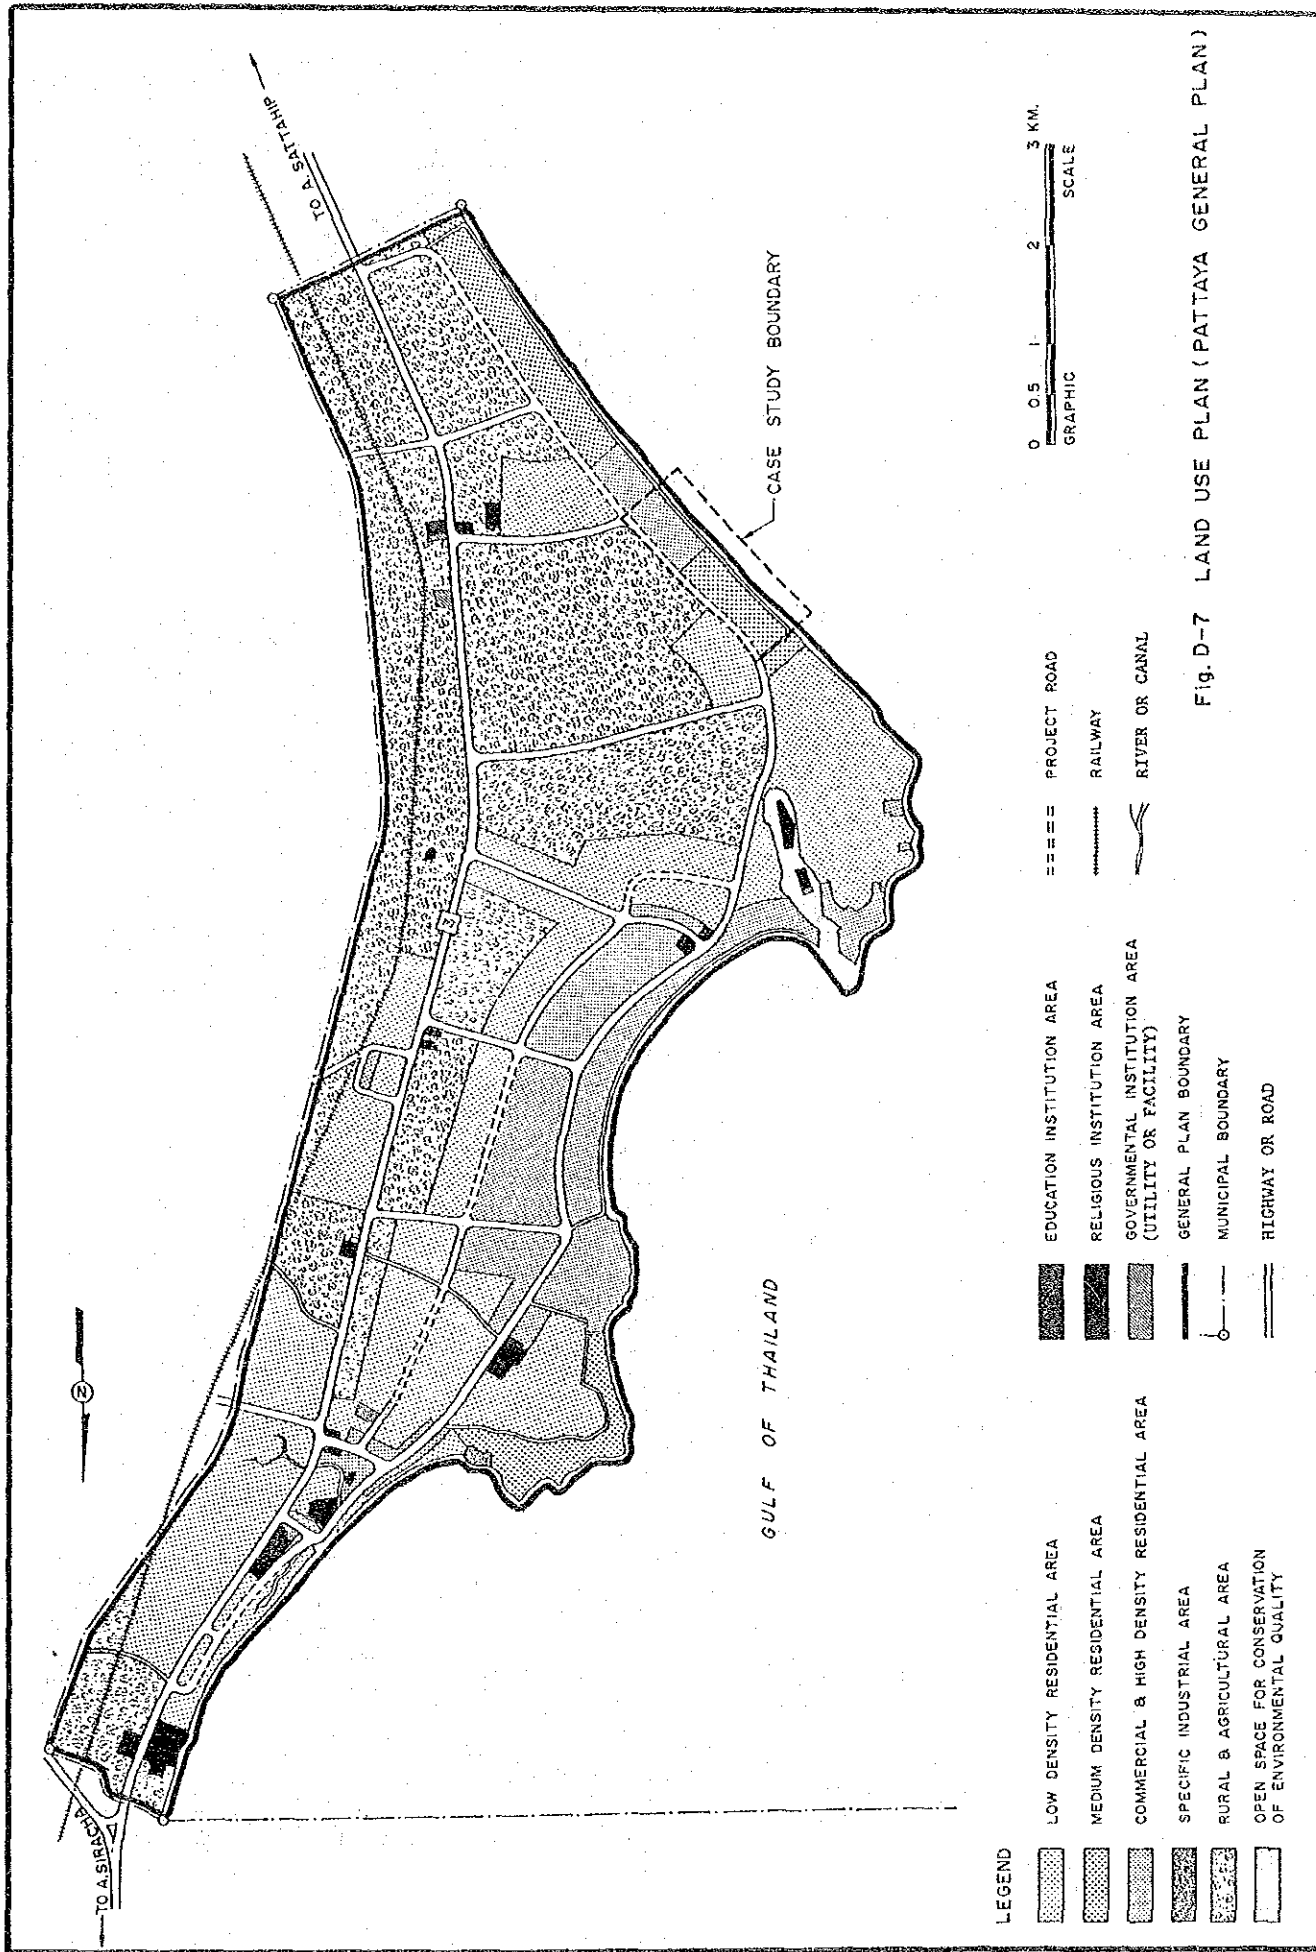 TO A.SIRACHA
N
TO A. SATTAHIP
3
CASE STUDY BOUNDARY
GULF OF THAILAND
LEGEND
LOW DENSITY RESIDENTIAL AREA
MEDIUM DENSITY RESIDENTIAL AREA
COMMERCIAL & HIGH DENSITY RESIDENTIAL AREA
SPECIFIC INDUSTRIAL AREA
RURAL & AGRICULTURAL AREA
OPEN SPACE FOR CONSERVATION
OF ENVIRONMENTAL QUALITY
EDUCATION INSTITUTION AREA
RELIGIOUS INSTITUTION AREA
GOVERNMENTAL INSTITUTION AREA
(UTILITY OR FACILITY)
GENERAL PLAN BOUNDARY
MUNICIPAL BOUNDARY
HIGHWAY OR ROAD
PROJECT ROAD
RAILWAY
RIVER OR CANAL
0 0.5 1 2 3 KM.
GRAPHIC SCALE
Fig. D-7 LAND USE PLAN (PATTAYA GENERAL PLAN)